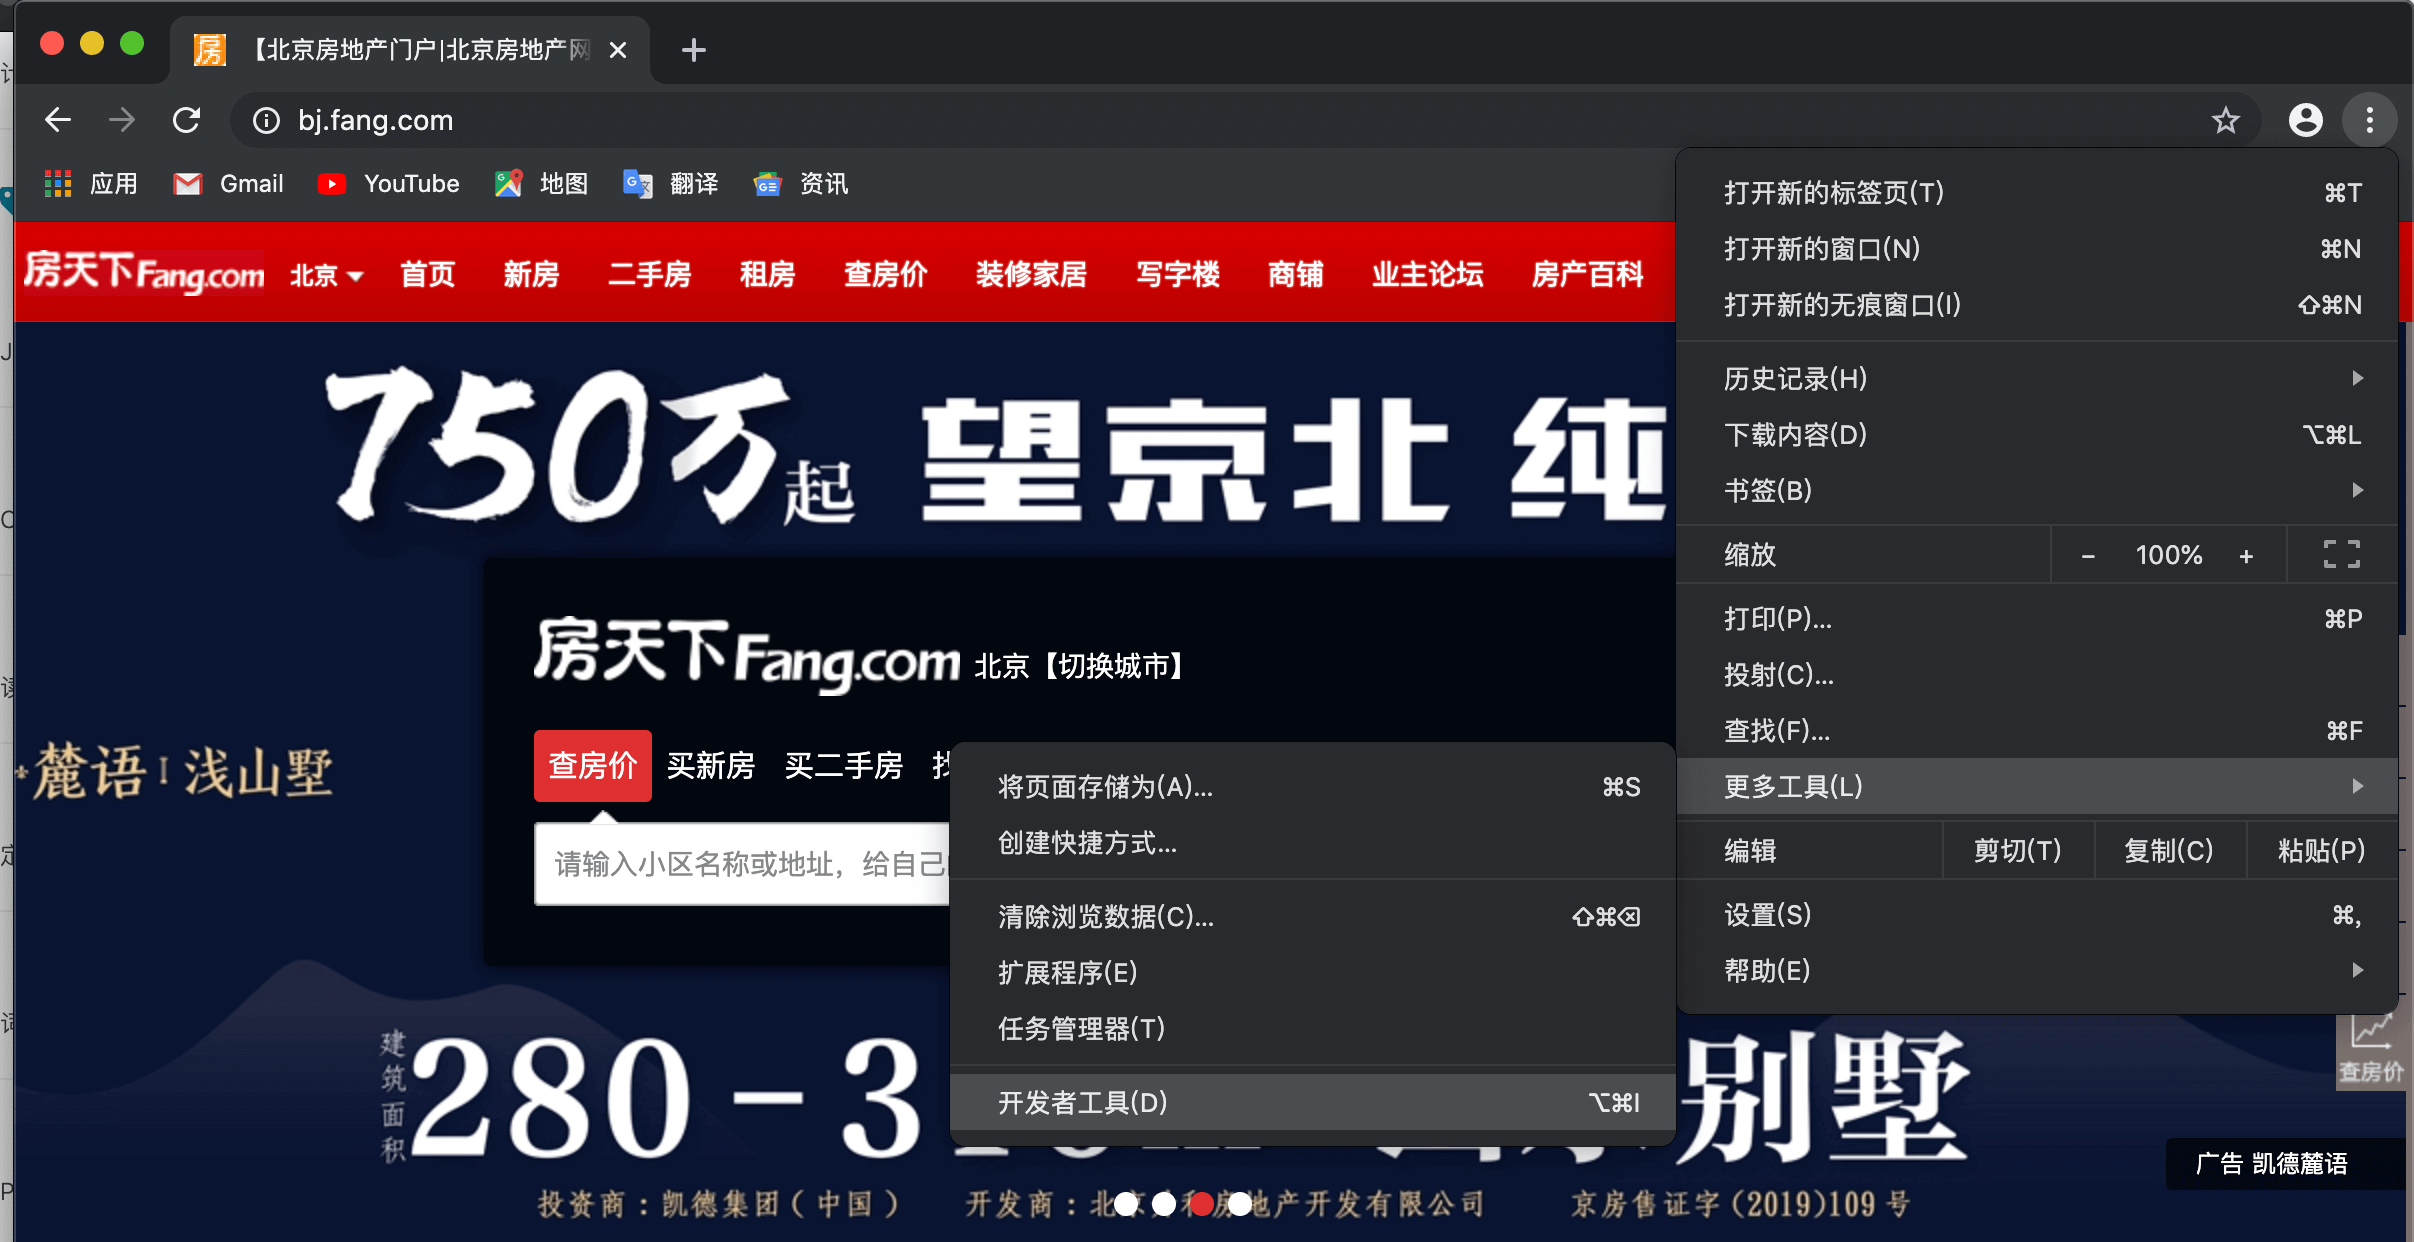 房 【北京房地产门户|北京房地产网
bj.fang.com
应用 Gmail YouTube 地图 翻译 资讯
房天下Fang.com 北京 首页 新房 二手房 租房 查房价 装修家居 写字楼 商铺 业主论坛 房产百科
打开新的标签页(T) ⌘T
打开新的窗口(N) ⌘N
打开新的无痕窗口(I) ⇧⌘N
历史记录(H)
下载内容(D) ⌥⌘L
书签(B)
缩放 − 100% +
打印(P)... ⌘P
投射(C)...
查找(F)... ⌘F
更多工具(L)
编辑 剪切(T) 复制(C) 粘贴(P)
设置(S) ⌘,
帮助(E)
750万起 望京北 纯
房天下Fang.com 北京【切换城市】
麓语 浅山墅
查房价 买新房 买二手房 找
请输入小区名称或地址，给自己
将页面存储为(A)... ⌘S
创建快捷方式...
清除浏览数据(C)... ⇧⌘⌫
扩展程序(E)
任务管理器(T)
开发者工具(D) ⌥⌘I
建筑面积 280-3 别墅
查房价
广告 凯德麓语
投资商：凯德集团（中国） 开发商：北京 和房地产开发有限公司 京房售证字(2019)109号